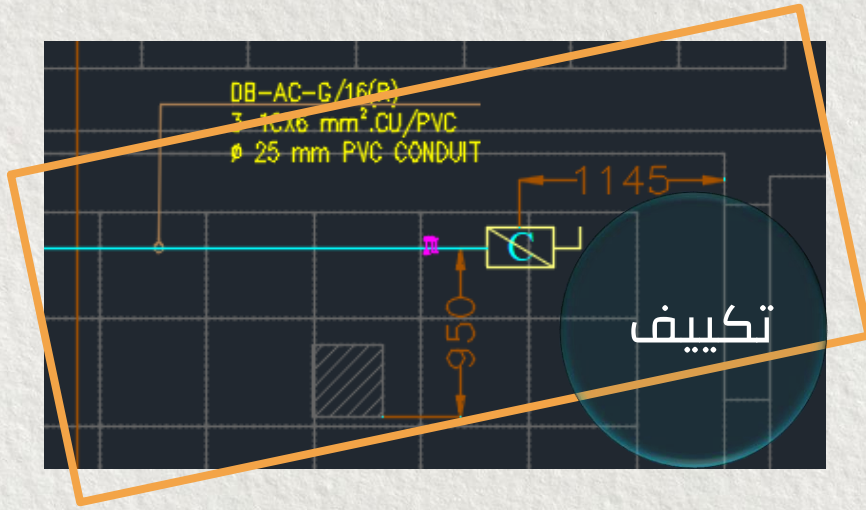 DB-AC-G/16(R)
3-1CX6 mm².CU/PVC
ø 25 mm PVC CONDUIT
1145
C
950
تكييف